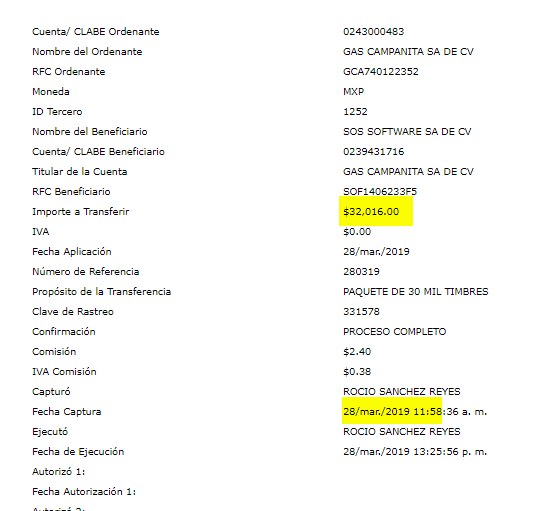 Cuenta/ CLABE Ordenante 0243000483
Nombre del Ordenante GAS CAMPANITA SA DE CV
RFC Ordenante GCA740122352
Moneda MXP
ID Tercero 1252
Nombre del Beneficiario SOS SOFTWARE SA DE CV
Cuenta/ CLABE Beneficiario 0239431716
Titular de la Cuenta GAS CAMPANITA SA DE CV
RFC Beneficiario SOF1406233F5
Importe a Transferir $32,016.00
IVA $0.00
Fecha Aplicación 28/mar./2019
Número de Referencia 280319
Propósito de la Transferencia PAQUETE DE 30 MIL TIMBRES
Clave de Rastreo 331578
Confirmación PROCESO COMPLETO
Comisión $2.40
IVA Comisión $0.38
Capturó ROCIO SANCHEZ REYES
Fecha Captura 28/mar./2019 11:58:36 a. m.
Ejecutó ROCIO SANCHEZ REYES
Fecha de Ejecución 28/mar./2019 13:25:56 p. m.
Autorizó 1:
Fecha Autorización 1:
Autorizó 2: